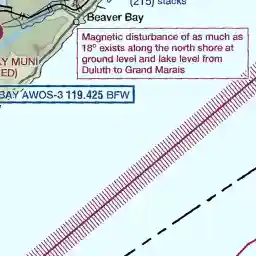 (215) stacks
Beaver Bay
Magnetic disturbance of as much as
18° exists along the north shore at
ground level and lake level from
Duluth to Grand Marais
Y MUNI
ED)
BAY AWOS-3 119.425 BFW